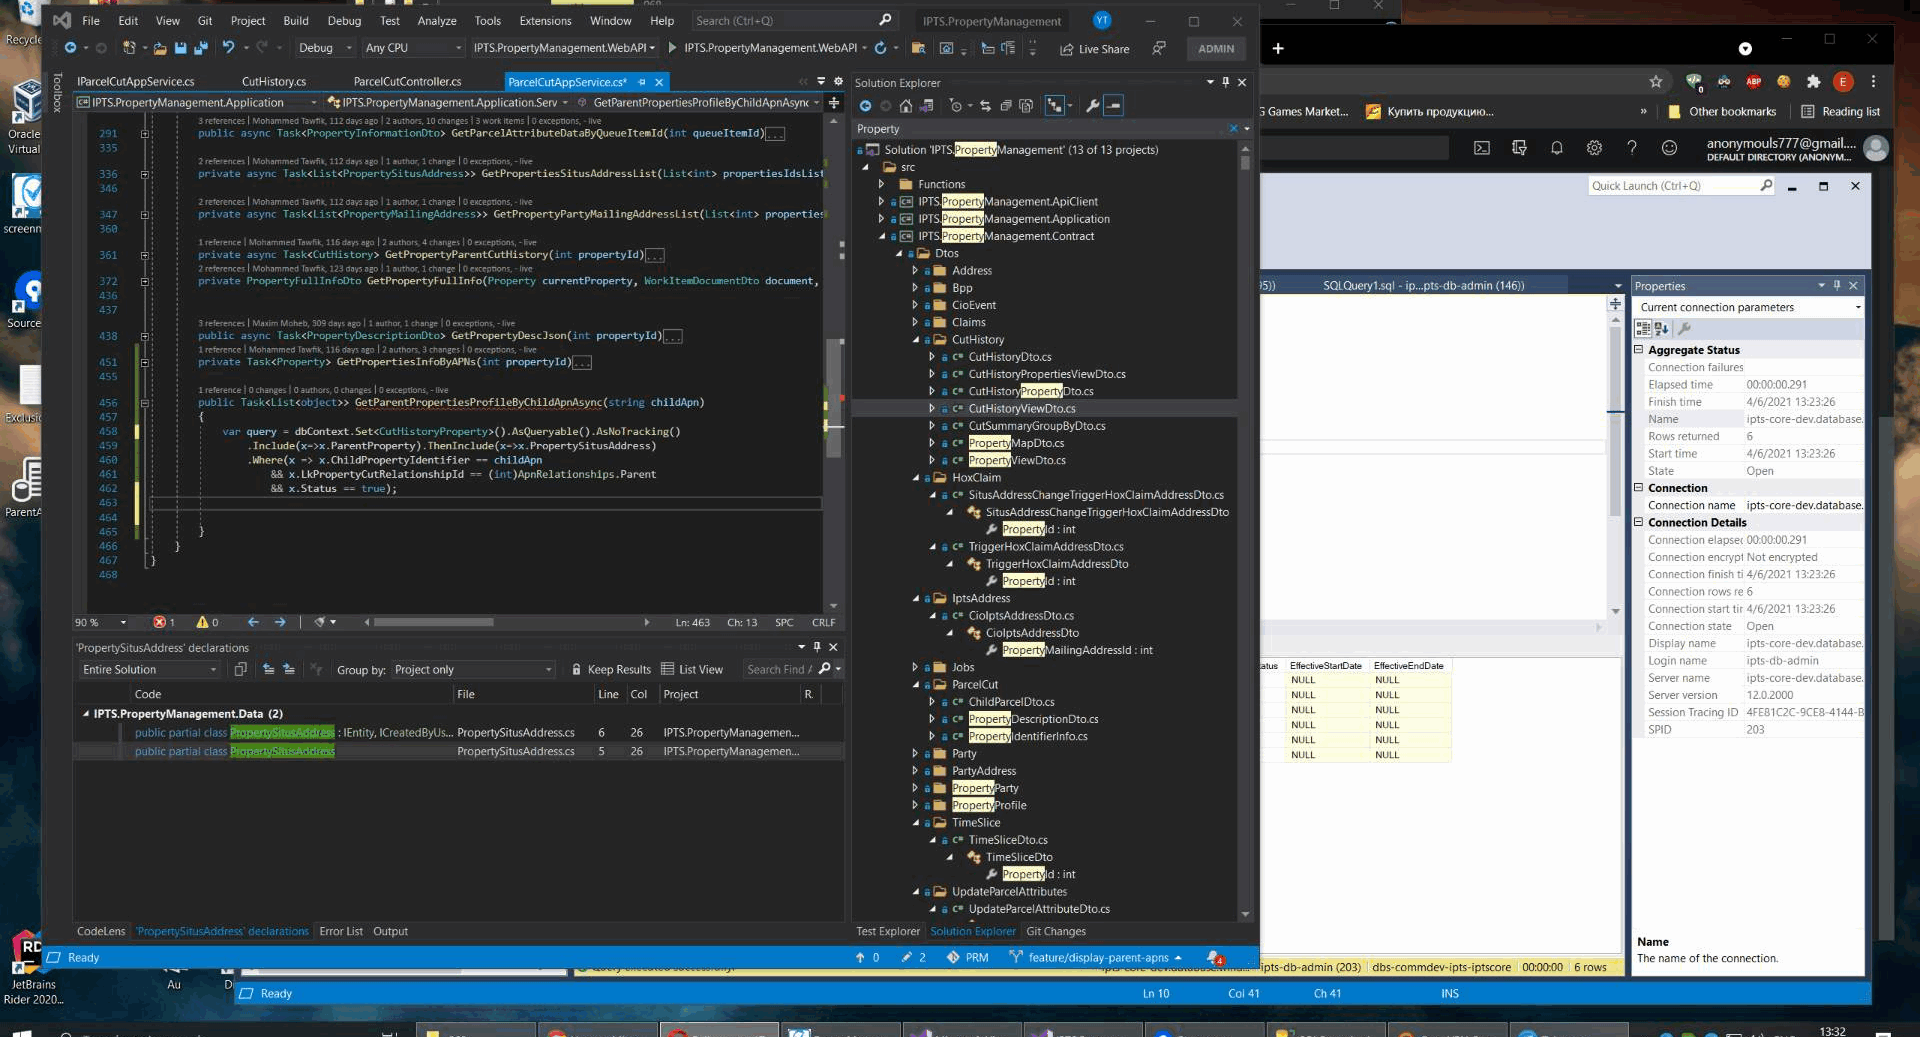 File Edit View Git Project Build Debug Test Analyze Tools Extensions Window Help Search (Ctrl+Q) IPTS.PropertyManagement YT
Debug Any CPU IPTS.PropertyManagement.WebAPI IPTS.PropertyManagement.WebAPI Live Share ADMIN
Toolbox
IParcelCutAppService.cs CutHistory.cs ParcelCutController.cs ParcelCutAppService.cs*
IPTS.PropertyManagement.Application IPTS.PropertyManagement.Application.Serv GetParentPropertiesProfileByChildApnAsync
3 references | Mohammed Tawfik, 112 days ago | 2 authors, 10 changes | 3 work items | 0 exceptions, - live
291 public async Task<PropertyInformationDto> GetParcelAttributeDataByQueueItemId(int queueItemId)...
335
2 references | Mohammed Tawfik, 112 days ago | 1 author, 1 change | 0 exceptions, - live
336 private async Task<List<PropertySitusAddress>> GetPropertiesSitusAddressList(List<int> propertiesIdsList
346
2 references | Mohammed Tawfik, 112 days ago | 1 author, 1 change | 0 exceptions, - live
347 private async Task<List<PropertyMailingAddress>> GetPropertyPartyMailingAddressList(List<int> properties
360
1 reference | Mohammed Tawfik, 116 days ago | 2 authors, 4 changes | 0 exceptions, - live
361 private async Task<CutHistory> GetPropertyParentCutHistory(int propertyId)...
2 references | Mohammed Tawfik, 123 days ago | 1 author, 1 change | 0 exceptions, - live
372 private PropertyFullInfoDto GetPropertyFullInfo(Property currentProperty, WorkItemDocumentDto document,
436
437
3 references | Maxim Moheb, 309 days ago | 1 author, 1 change | 0 exceptions, - live
438 public async Task<PropertyDescriptionDto> GetPropertyDescJson(int propertyId)...
1 reference | Mohammed Tawfik, 116 days ago | 2 authors, 3 changes | 0 exceptions, - live
451 private Task<Property> GetPropertiesInfoByAPNs(int propertyId)...
455
1 reference | 0 changes | 0 authors, 0 changes | 0 exceptions, - live
456 public Task<List<object>> GetParentPropertiesProfileByChildApnAsync(string childApn)
457 {
458 var query = dbContext.Set<CutHistoryProperty>().AsQueryable().AsNoTracking()
459 .Include(x=>x.ParentProperty).ThenInclude(x=>x.PropertySitusAddress)
460 .Where(x => x.ChildPropertyIdentifier == childApn
461 && x.LkPropertyCutRelationshipId == (int)ApnRelationships.Parent
462 && x.Status == true);
463
464
465 }
466 }
467 }
468
90 % 1 0 Ln: 463 Ch: 13 SPC CRLF
'PropertySitusAddress' declarations
Entire Solution Group by: Project only Keep Results List View Search Find
Code File Line Col Project R.
IPTS.PropertyManagement.Data (2)
public partial class PropertySitusAddress : IEntity, ICreatedByUs... PropertySitusAddress.cs 6 26 IPTS.PropertyManagemen...
public partial class PropertySitusAddress PropertySitusAddress.cs 5 26 IPTS.PropertyManagemen...
CodeLens 'PropertySitusAddress' declarations Error List Output
Ready 0 2 PRM feature/display-parent-apns 4
Solution Explorer
Property
Solution 'IPTS.PropertyManagement' (13 of 13 projects)
src
Functions
IPTS.PropertyManagement.ApiClient
IPTS.PropertyManagement.Application
IPTS.PropertyManagement.Contract
Dtos
Address
Bpp
CioEvent
Claims
CutHistory
CutHistoryDto.cs
CutHistoryPropertiesViewDto.cs
CutHistoryPropertyDto.cs
CutHistoryViewDto.cs
CutSummaryGroupByDto.cs
PropertyMapDto.cs
PropertyViewDto.cs
HoxClaim
SitusAddressChangeTriggerHoxClaimAddressDto.cs
SitusAddressChangeTriggerHoxClaimAddressDto
PropertyId : int
TriggerHoxClaimAddressDto.cs
TriggerHoxClaimAddressDto
PropertyId : int
IptsAddress
CioIptsAddressDto.cs
CioIptsAddressDto
PropertyMailingAddressId : int
Jobs
ParcelCut
ChildParcelDto.cs
PropertyDescriptionDto.cs
PropertyIdentifierInfo.cs
Party
PartyAddress
PropertyParty
PropertyProfile
TimeSlice
TimeSliceDto.cs
TimeSliceDto
PropertyId : int
UpdateParcelAttributes
UpdateParcelAttributeDto.cs
Test Explorer Solution Explorer Git Changes
0 ABP E
G Games Market... Купить продукцию... » Other bookmarks Reading list
anonymouls777@gmail....
DEFAULT DIRECTORY (ANONYM...
Quick Launch (Ctrl+Q)
95)) SQLQuery1.sql - ip...pts-db-admin (146))
Properties
Current connection parameters
Aggregate Status
Connection failures
Elapsed time 00:00:00.291
Finish time 4/6/2021 13:23:26
Name ipts-core-dev.database.
Rows returned 6
Start time 4/6/2021 13:23:26
State Open
Connection
Connection name ipts-core-dev.database.
Connection Details
Connection elapsec 00:00:00.291
Connection encrypt Not encrypted
Connection finish ti 4/6/2021 13:23:26
Connection rows re 6
Connection start tir 4/6/2021 13:23:26
Connection state Open
Display name ipts-core-dev.database.
Login name ipts-db-admin
Server name ipts-core-dev.database.
Server version 12.0.2000
Session Tracing ID 4FE81C2C-9CE8-4144-B
SPID 203
Name
The name of the connection.
tatus EffectiveStartDate EffectiveEndDate
NULL NULL
NULL NULL
NULL NULL
NULL NULL
NULL NULL
NULL NULL
Query executed successfully. ipts-db-admin (203) dbs-commdev-ipts-iptscore 00:00:00 6 rows
Ready Ln 10 Col 41 Ch 41 INS
Recycle
Oracle
Virtual
screenn
Source
Exclusi
ParentA
RD
JetBrains
Rider 2020...
Au
13:32